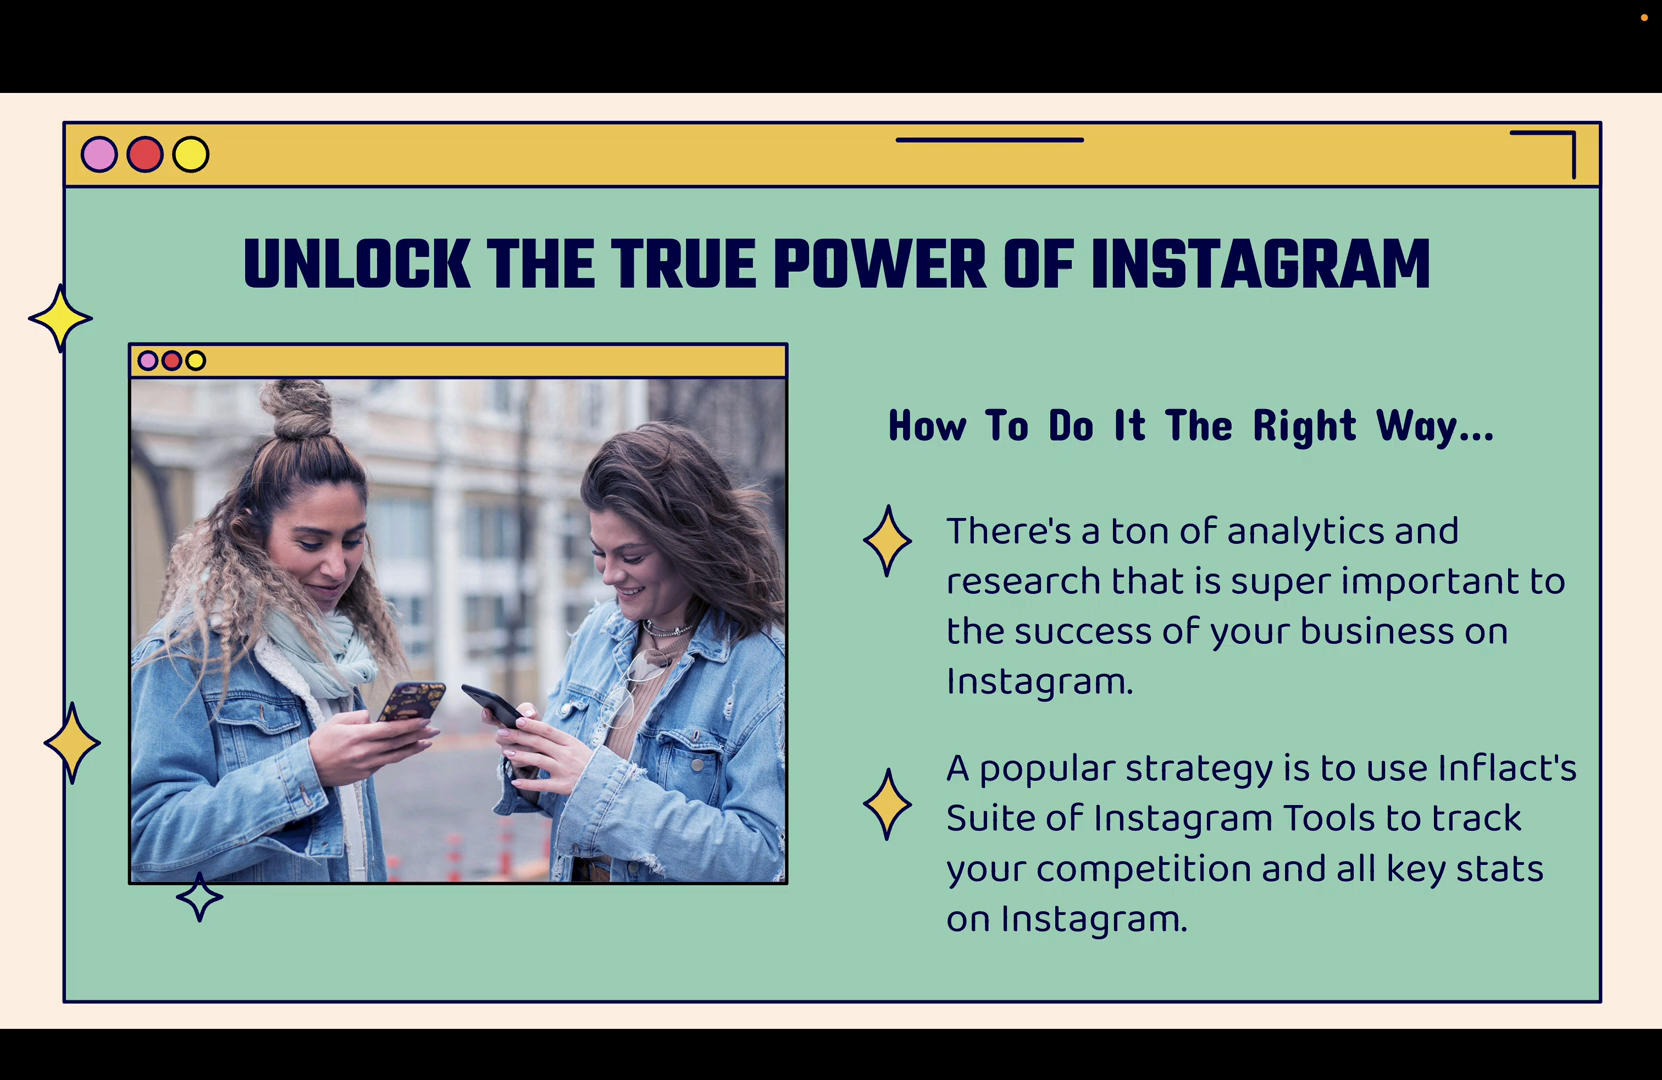 UNLOCK THE TRUE POWER OF INSTAGRAM
How To Do It The Right Way...
There's a ton of analytics and
research that is super important to
the success of your business on
Instagram.
A popular strategy is to use Inflact's
Suite of Instagram Tools to track
your competition and all key stats
on Instagram.